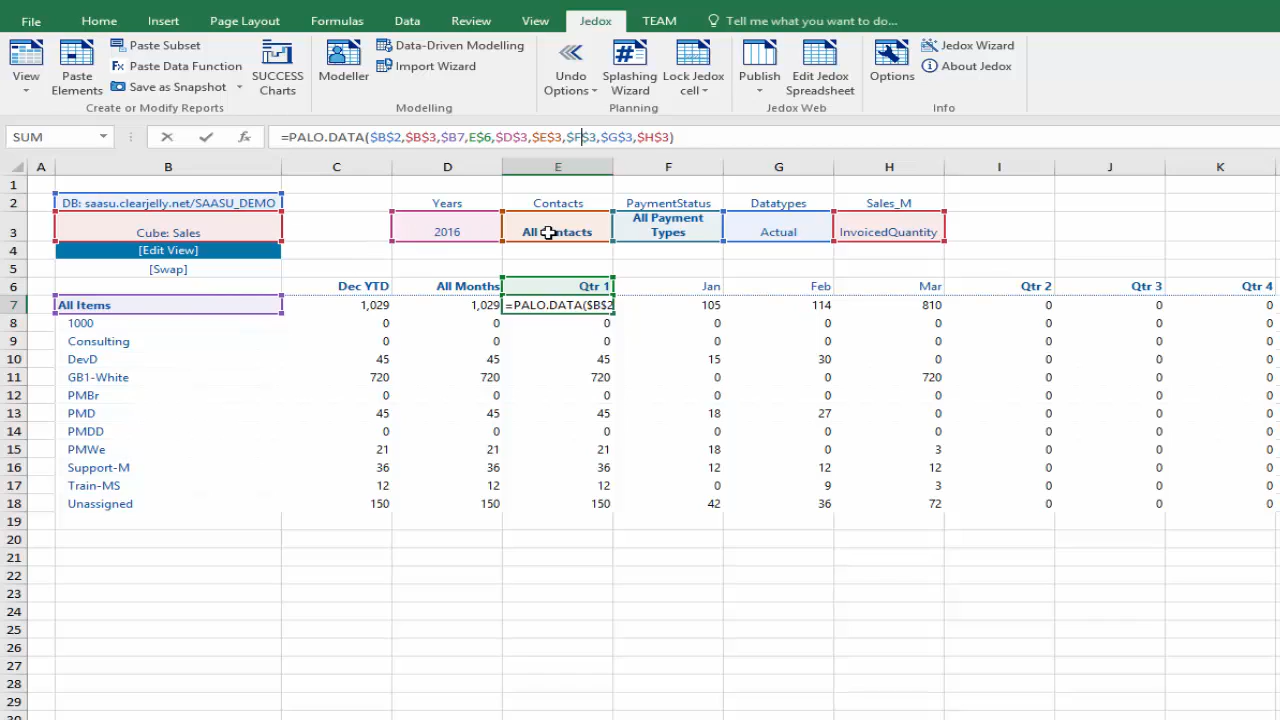 File Home Insert Page Layout Formulas Data Review View Jedox TEAM Tell me what you want to do...
View Paste Elements Paste Subset Paste Data Function Save as Snapshot SUCCESS Charts Modeller Data-Driven Modelling Import Wizard Undo Options Splashing Wizard Lock Jedox cell Publish Edit Jedox Spreadsheet Options Jedox Wizard About Jedox
Create or Modify Reports Modelling Planning Jedox Web Info
SUM fx =PALO.DATA($B$2,$B$3,$B7,E$6,$D$3,$E$3,$F$3,$G$3,$H$3)
A B C D E F G H I J K
1
2 DB: saasu.clearjelly.net/SAASU_DEMO Years Contacts PaymentStatus Datatypes Sales_M
3 Cube: Sales 2016 All Contacts All Payment Types Actual InvoicedQuantity
4 [Edit View]
5 [Swap]
6 Dec YTD All Months Qtr 1 Jan Feb Mar Qtr 2 Qtr 3 Qtr 4
7 All Items 1,029 1,029 =PALO.DATA($B$2 105 114 810 0 0 0
8 1000 0 0 0 0 0 0 0 0 0
9 Consulting 0 0 0 0 0 0 0 0 0
10 DevD 45 45 45 15 30 0 0 0 0
11 GB1-White 720 720 720 0 0 720 0 0 0
12 PMBr 0 0 0 0 0 0 0 0 0
13 PMD 45 45 45 18 27 0 0 0 0
14 PMDD 0 0 0 0 0 0 0 0 0
15 PMWe 21 21 21 18 0 3 0 0 0
16 Support-M 36 36 36 12 12 12 0 0 0
17 Train-MS 12 12 12 0 9 3 0 0 0
18 Unassigned 150 150 150 42 36 72 0 0 0
19
20
21
22
23
24
25
26
27
28
29